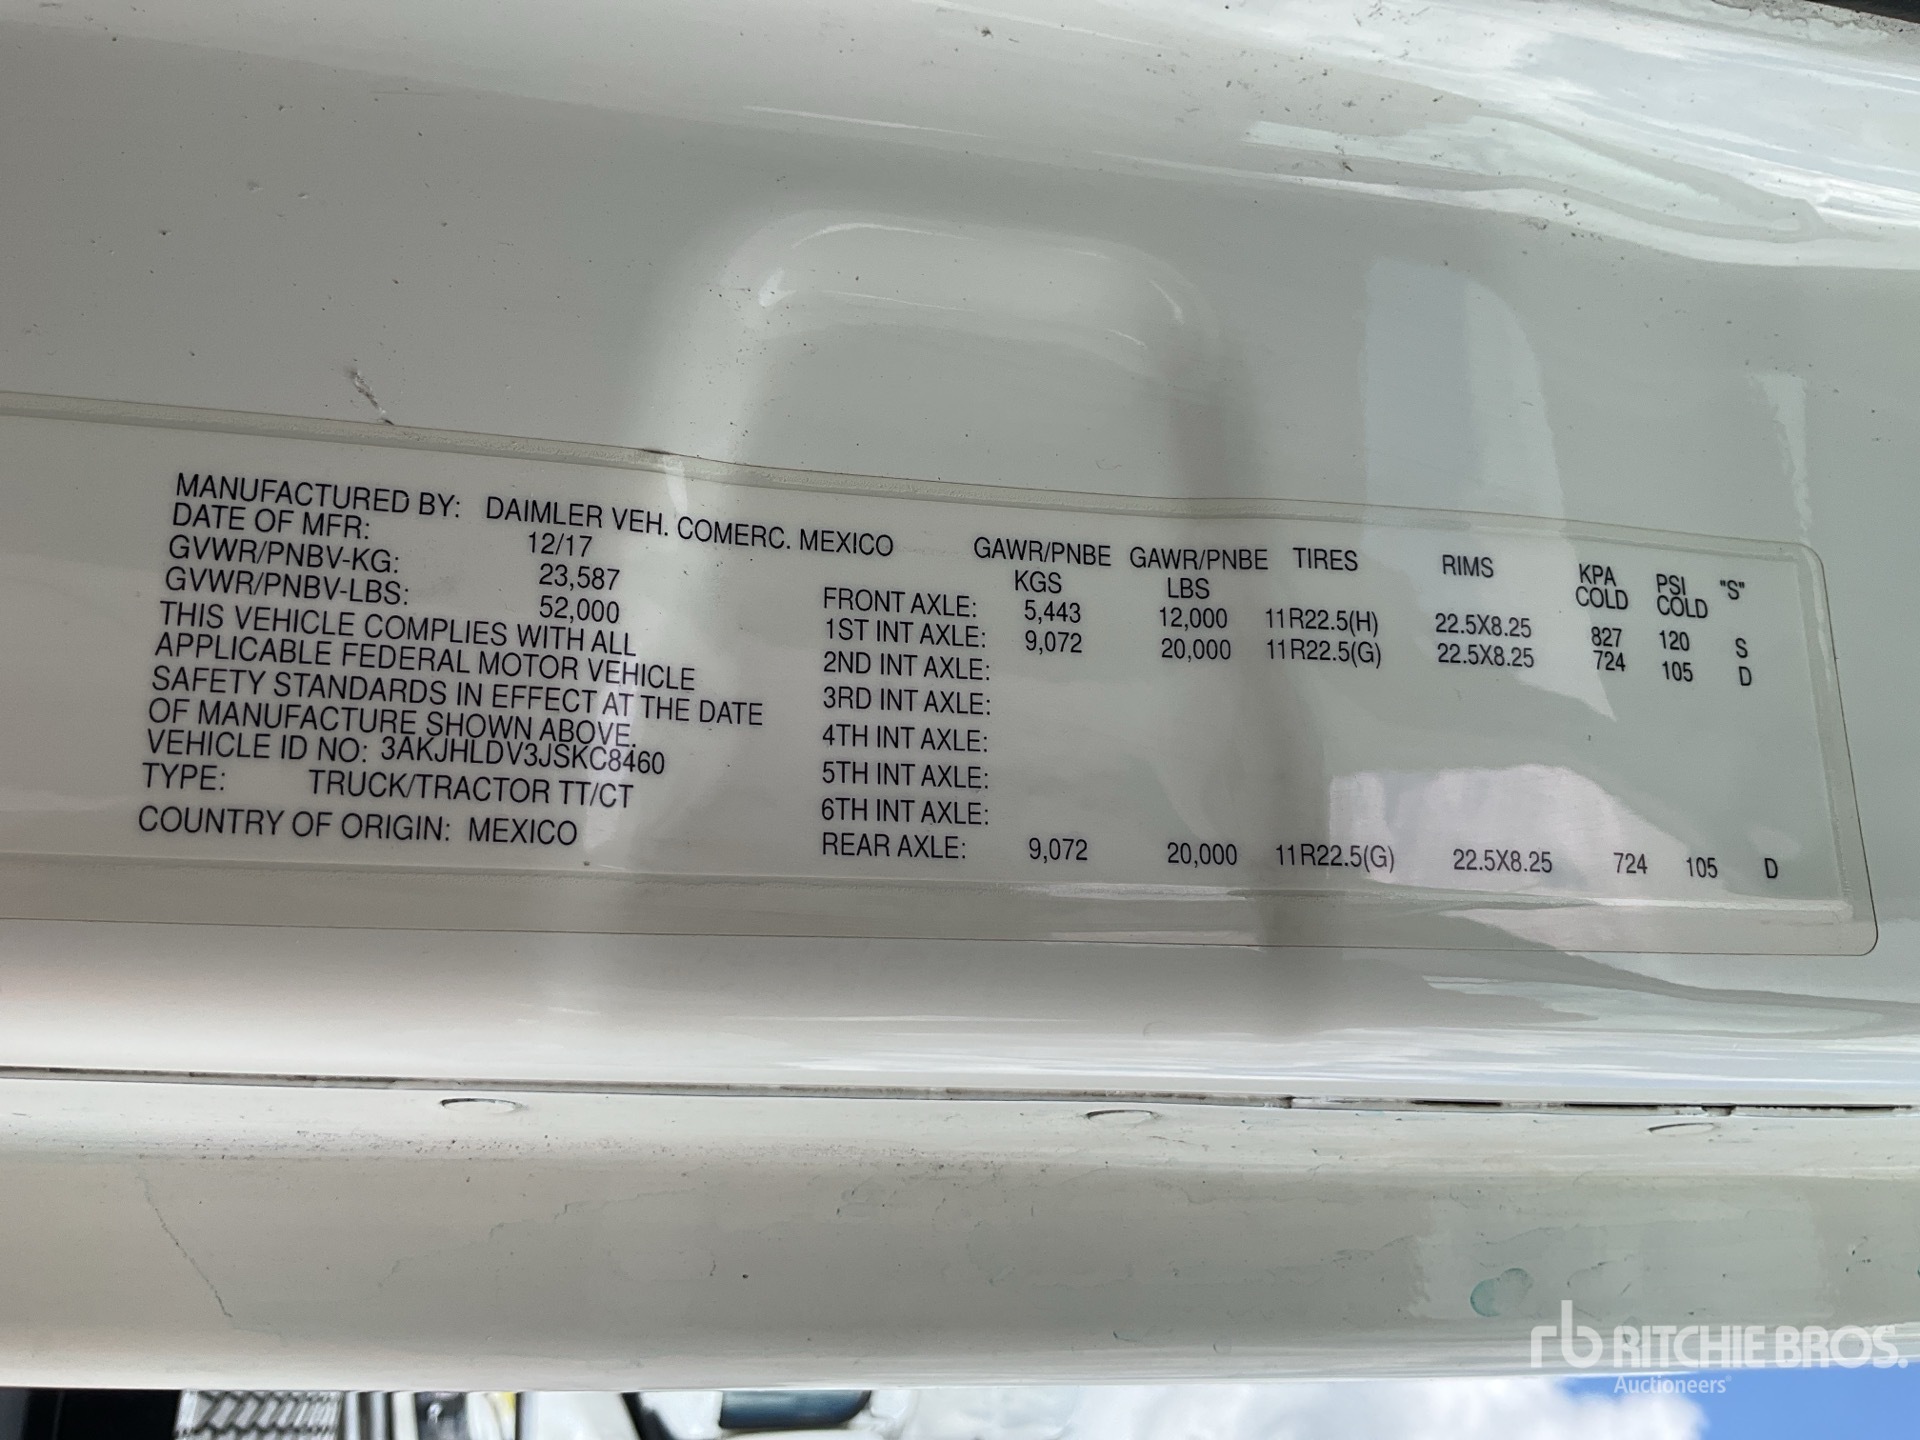 MANUFACTURED BY: DAIMLER VEH. COMERC. MEXICO
DATE OF MFR: 12/17
GVWR/PNBV-KG: 23,587
GVWR/PNBV-LBS: 52,000
THIS VEHICLE COMPLIES WITH ALL
APPLICABLE FEDERAL MOTOR VEHICLE
SAFETY STANDARDS IN EFFECT AT THE DATE
OF MANUFACTURE SHOWN ABOVE.
VEHICLE ID NO: 3AKJHLDV3JSKC8460
TYPE: TRUCK/TRACTOR TT/CT
COUNTRY OF ORIGIN: MEXICO
GAWR/PNBE GAWR/PNBE TIRES RIMS KPA PSI "S"
KGS LBS COLD COLD
FRONT AXLE: 5,443 12,000 11R22.5(H) 22.5X8.25 827 120 S
1ST INT AXLE: 9,072 20,000 11R22.5(G) 22.5X8.25 724 105 D
2ND INT AXLE:
3RD INT AXLE:
4TH INT AXLE:
5TH INT AXLE:
6TH INT AXLE:
REAR AXLE: 9,072 20,000 11R22.5(G) 22.5X8.25 724 105 D
rb RITCHIE BROS.
Auctioneers